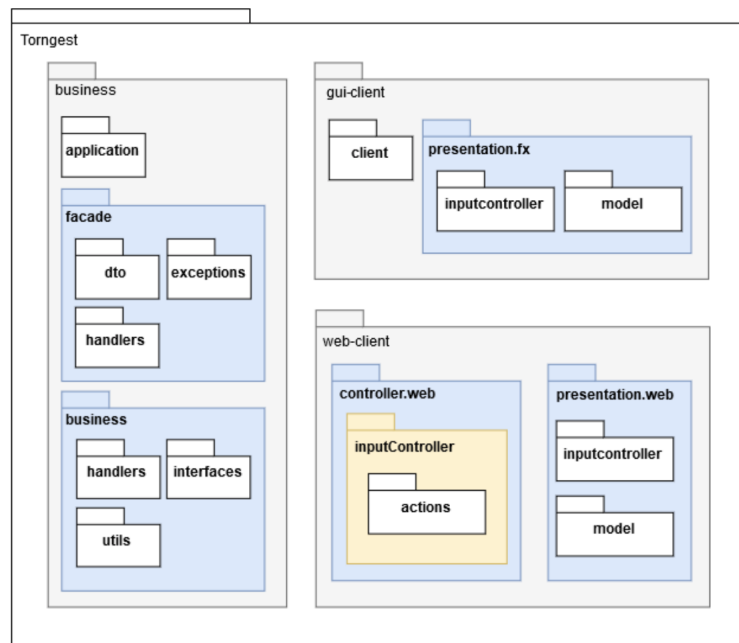 Torngest
business
application
facade
dto
exceptions
handlers
business
handlers
interfaces
utils
gui-client
client
presentation.fx
inputcontroller
model
web-client
controller.web
inputController
actions
presentation.web
inputcontroller
model